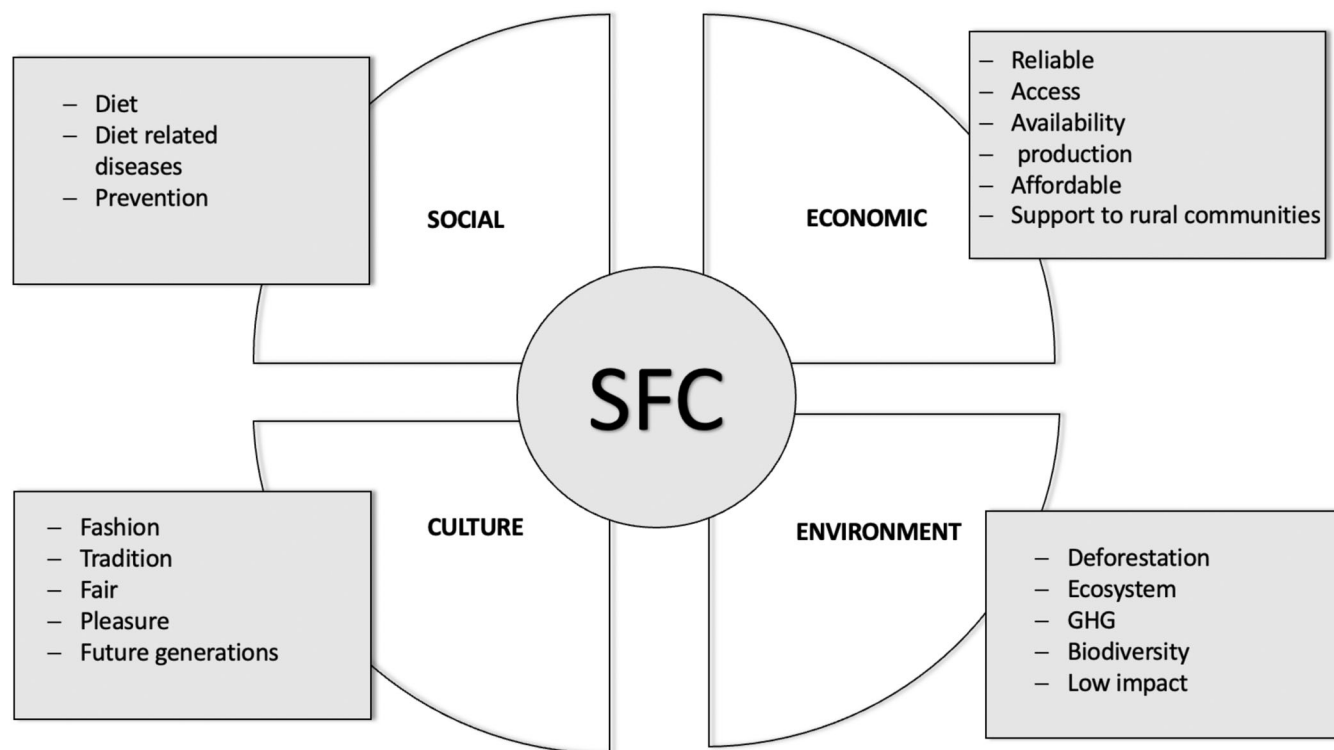 – Diet
– Diet related
diseases
– Prevention
SOCIAL
– Reliable
– Access
– Availability
– production
– Affordable
– Support to rural communities
ECONOMIC
SFC
– Fashion
– Tradition
– Fair
– Pleasure
– Future generations
CULTURE
ENVIRONMENT
– Deforestation
– Ecosystem
– GHG
– Biodiversity
– Low impact